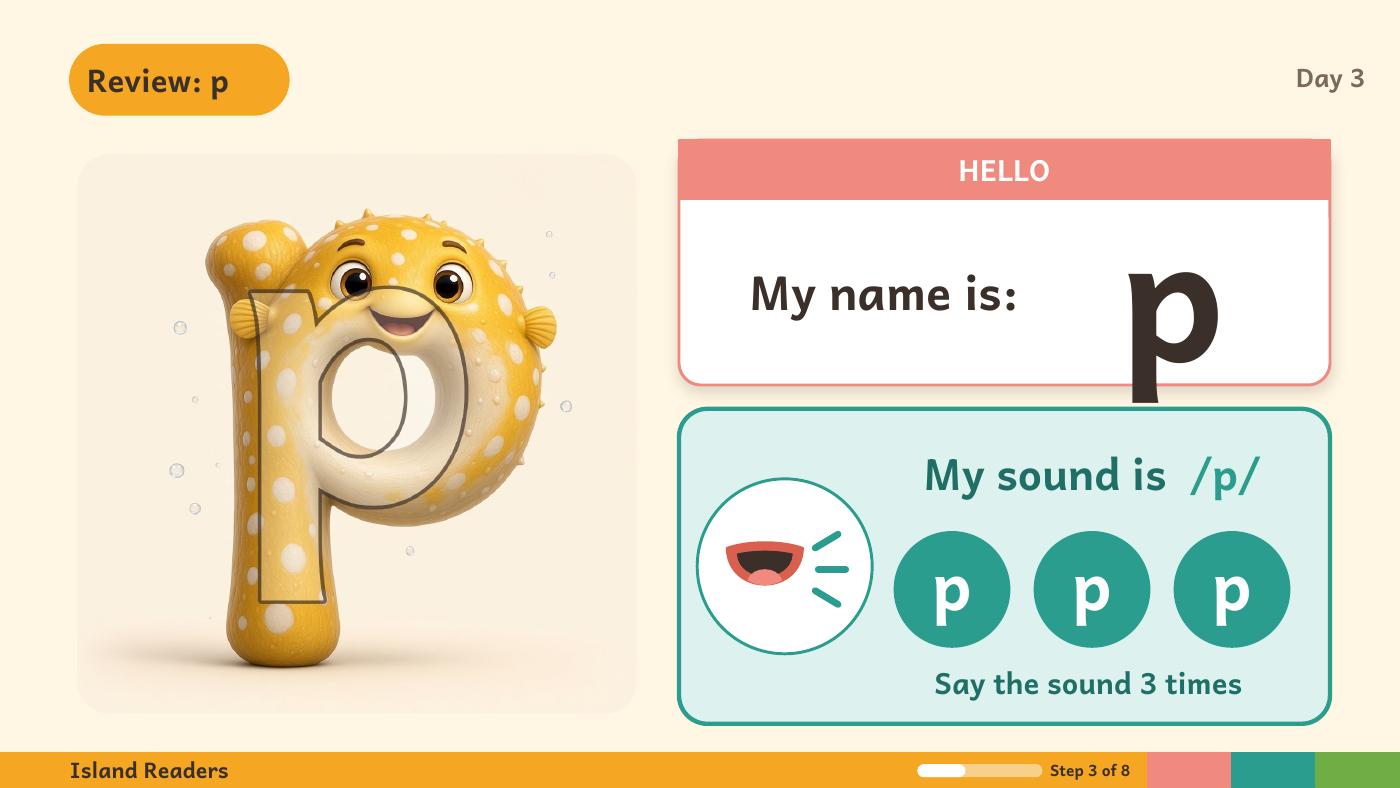 Review: p
Day 3
p
HELLO
My name is: p
My sound is /p/
p p p
Say the sound 3 times
Island Readers
Step 3 of 8